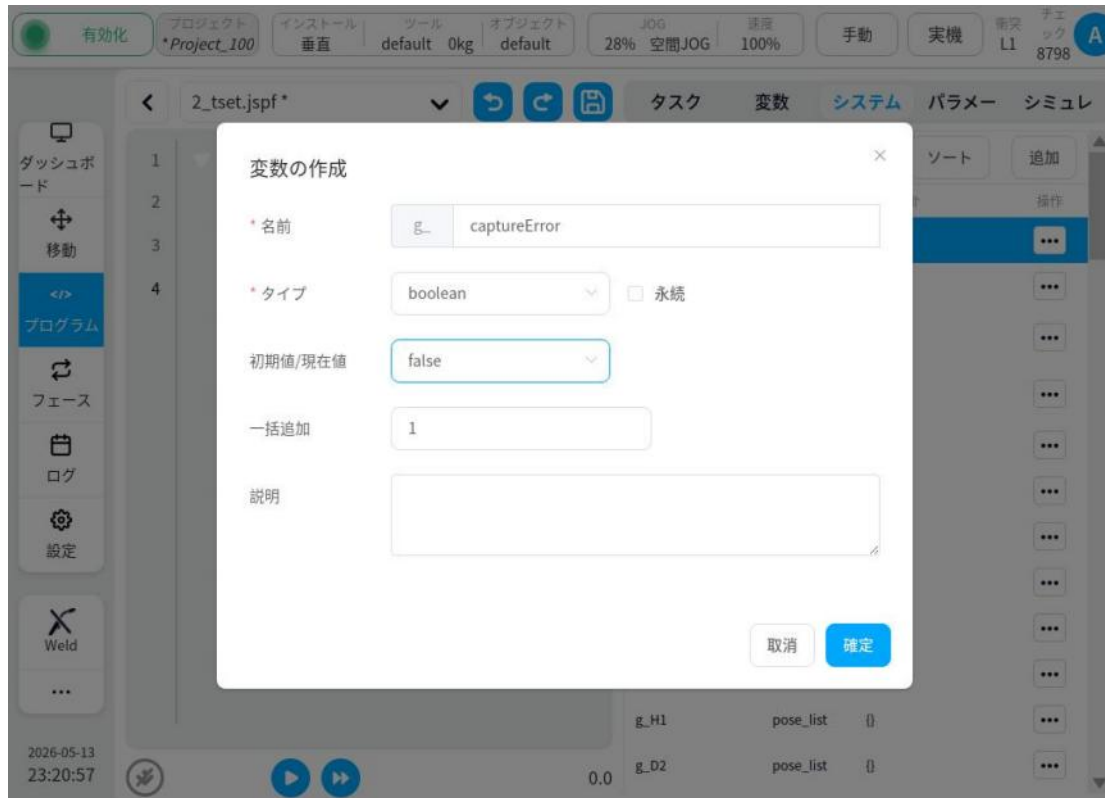 有効化
プロジェクト
*Project_100
インストール
垂直
ツール
default 0kg
オブジェクト
default
JOG
28% 空間JOG
速度
100%
手動
実機
衝突
L1
チェ
ック
8798
A
2_tset.jspf *
タスク
変数
システム
パラメー
シミュレ
ダッシュボ
ード
移動
</>
プログラム
フェース
ログ
設定
Weld
2026-05-13
23:20:57
1
2
3
4
ソート
追加
操作
変数の作成
* 名前
g_
captureError
* タイプ
boolean
永続
初期値/現在値
false
一括追加
1
説明
取消
確定
g_H1 pose_list {}
g_D2 pose_list {}
0.0